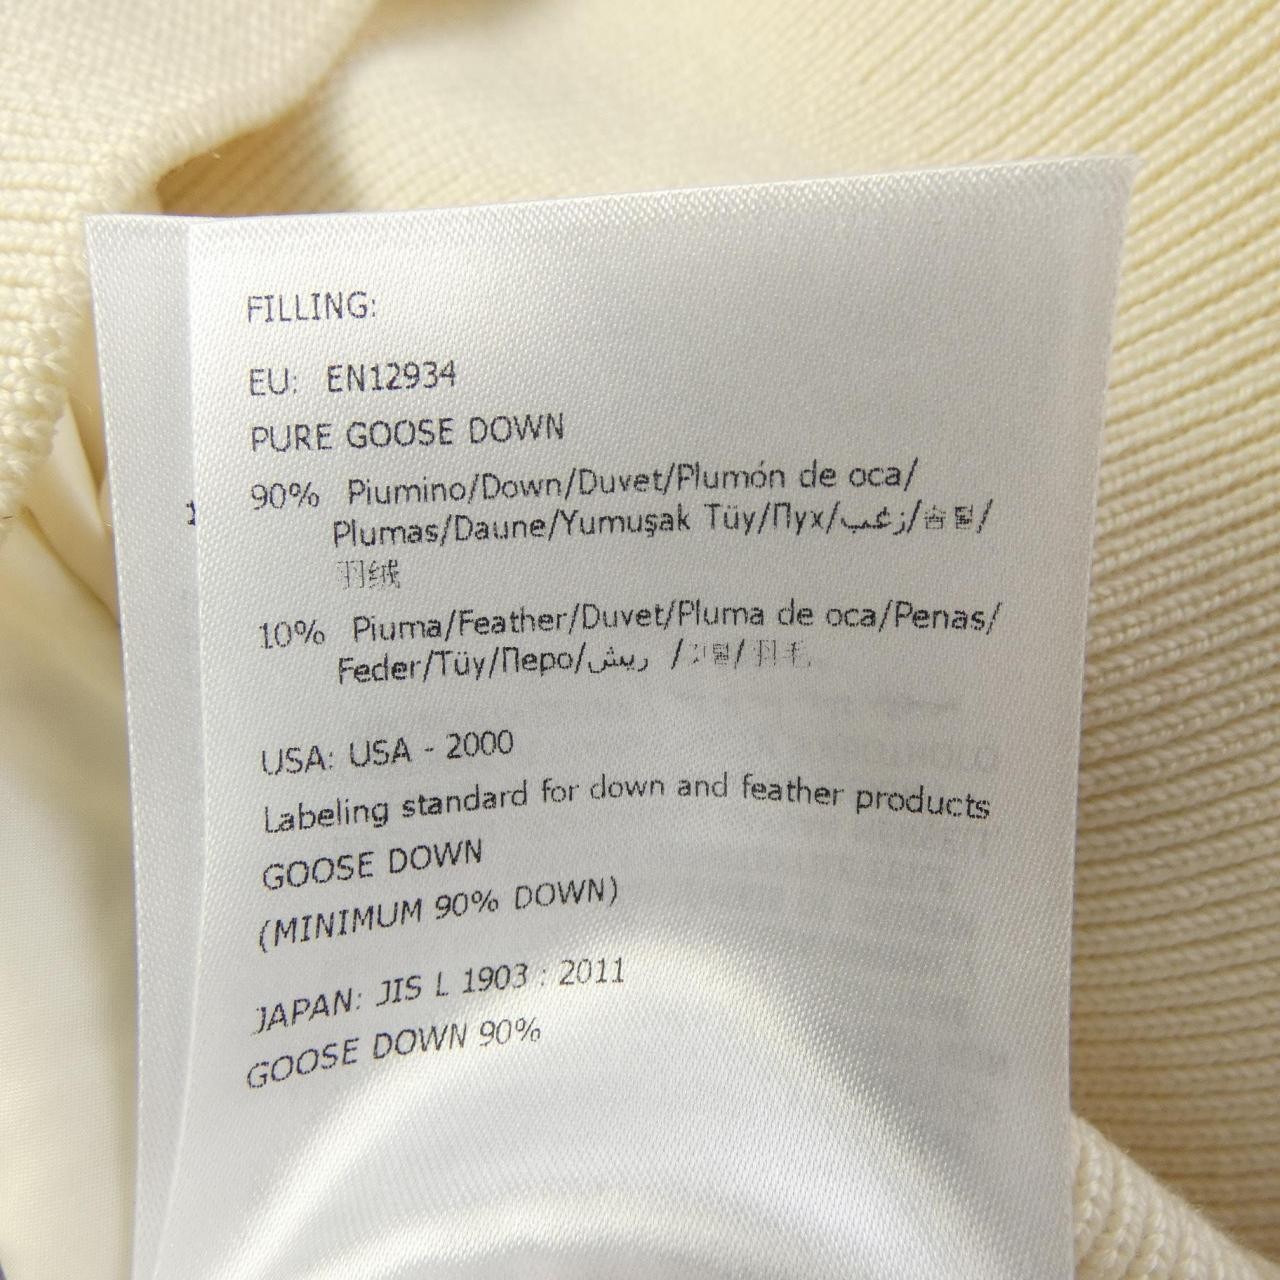 FILLING:
EU: EN12934
PURE GOOSE DOWN
90% Piumino/Down/Duvet/Plumón de oca/
Plumas/Daune/Yumuşak Tüy/Пух/زغب/솜털/
羽绒
10% Piuma/Feather/Duvet/Pluma de oca/Penas/
Feder/Tüy/Перо/ريش /깃털/羽毛
USA: USA - 2000
Labeling standard for down and feather products
GOOSE DOWN
(MINIMUM 90% DOWN)
JAPAN: JIS L 1903 : 2011
GOOSE DOWN 90%